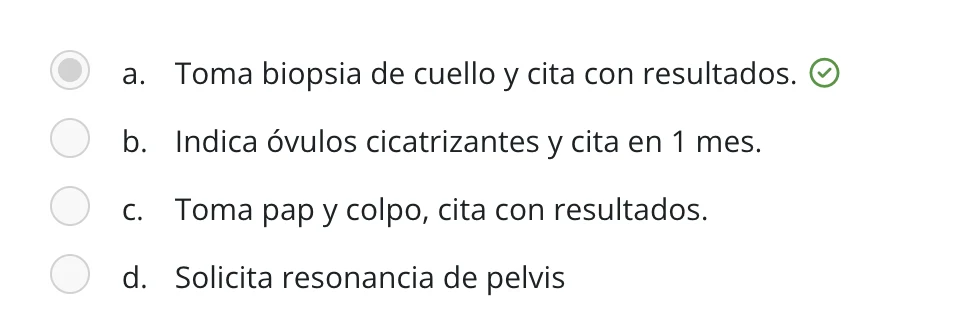 a. Toma biopsia de cuello y cita con resultados.
b. Indica óvulos cicatrizantes y cita en 1 mes.
c. Toma pap y colpo, cita con resultados.
d. Solicita resonancia de pelvis